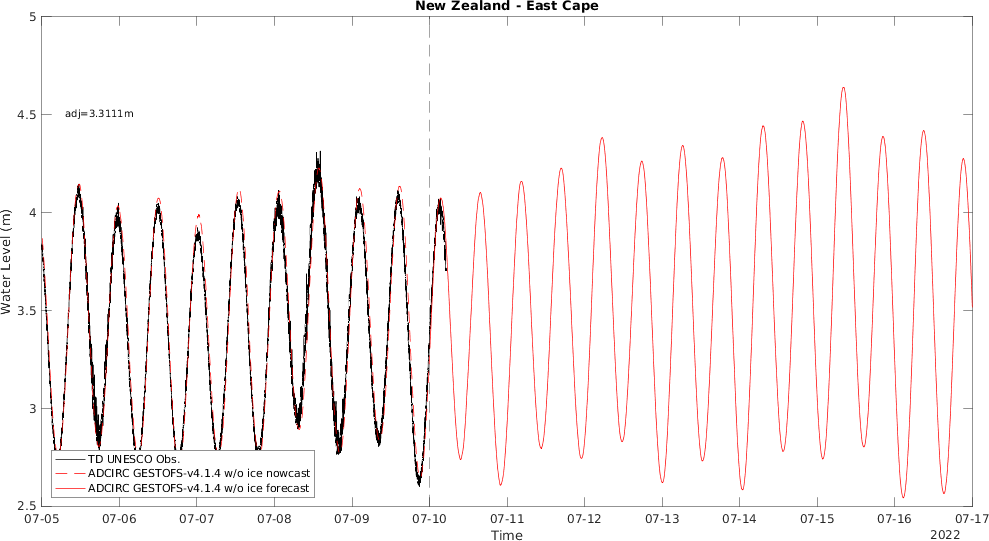 New Zealand - East Cape
5
4.5
4
3.5
3
2.5
Water Level (m)
adj=3.3111m
TD UNESCO Obs.
ADCIRC GESTOFS-v4.1.4 w/o ice nowcast
ADCIRC GESTOFS-v4.1.4 w/o ice forecast
07-05 07-06 07-07 07-08 07-09 07-10 07-11 07-12 07-13 07-14 07-15 07-16 07-17
Time
2022